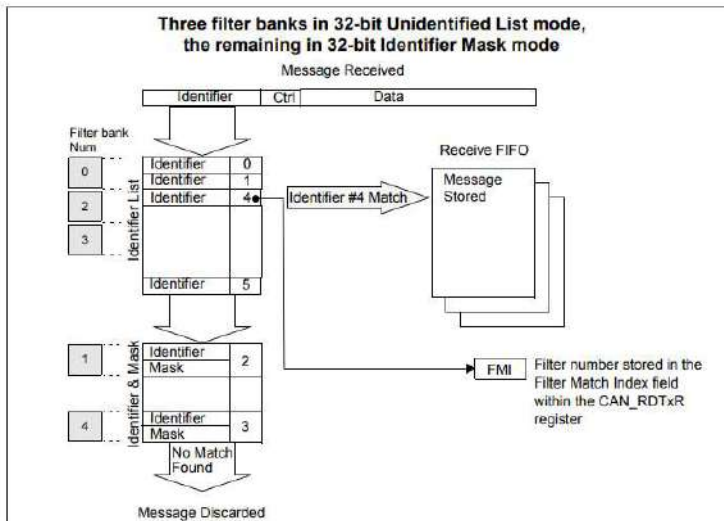 Three filter banks in 32-bit Unidentified List mode,
the remaining in 32-bit Identifier Mask mode
Message Received
Identifier Ctrl Data
Filter bank
Num
Receive FIFO
0
2
3
Identifier List
Identifier 0
Identifier 1
Identifier 4
Identifier 5
Identifier #4 Match
Message
Stored
1
4
Identifier & Mask
Identifier
Mask
2
Identifier
Mask
3
FMI
Filter number stored in the
Filter Match Index field
within the CAN_RDTxR
register
No Match
Found
Message Discarded